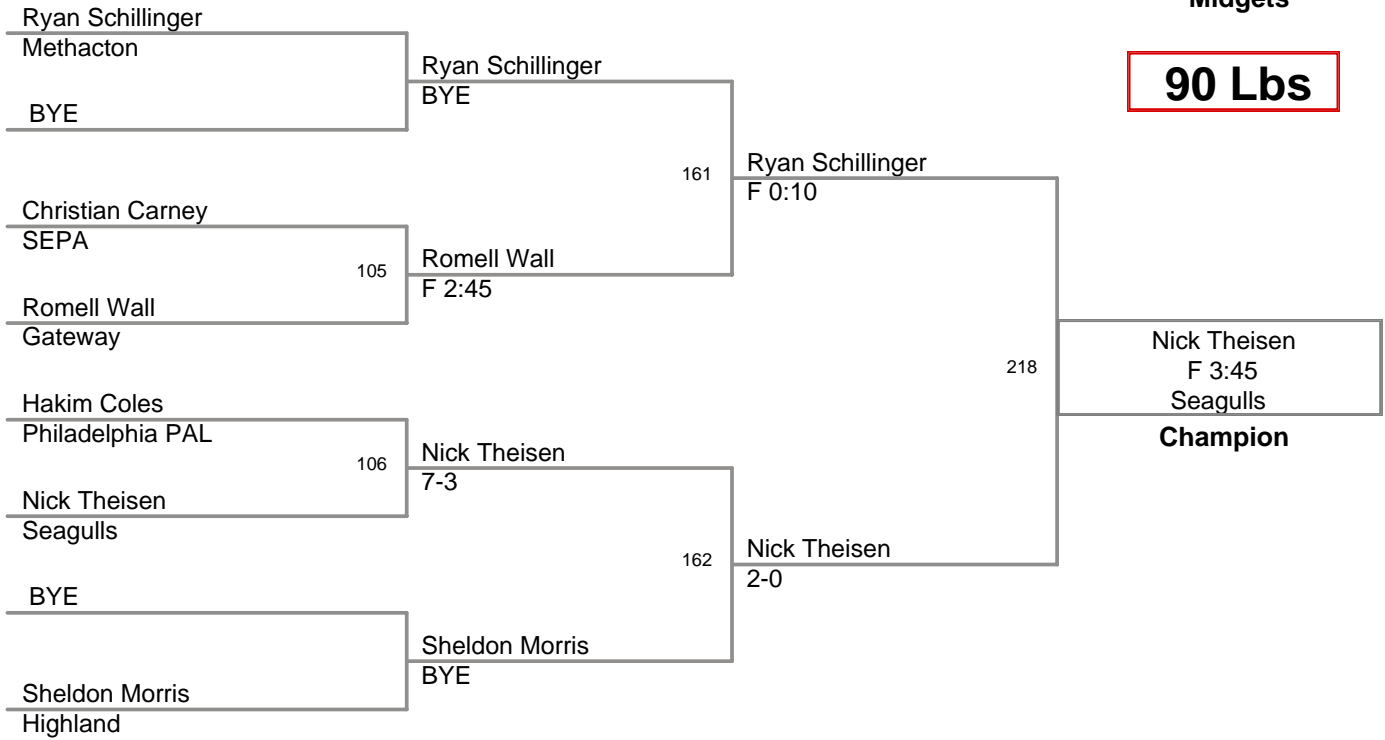 Midgets
90 Lbs
Ryan Schillinger
Methacton
BYE
Christian Carney
SEPA
105
Romell Wall
Gateway
Hakim Coles
Philadelphia PAL
106
Nick Theisen
Seagulls
BYE
Sheldon Morris
Highland
Ryan Schillinger
BYE
161
Romell Wall
F 2:45
Nick Theisen
7-3
162
Sheldon Morris
BYE
Ryan Schillinger
F 0:10
218
Nick Theisen
2-0
Nick Theisen
F 3:45
Seagulls
Champion